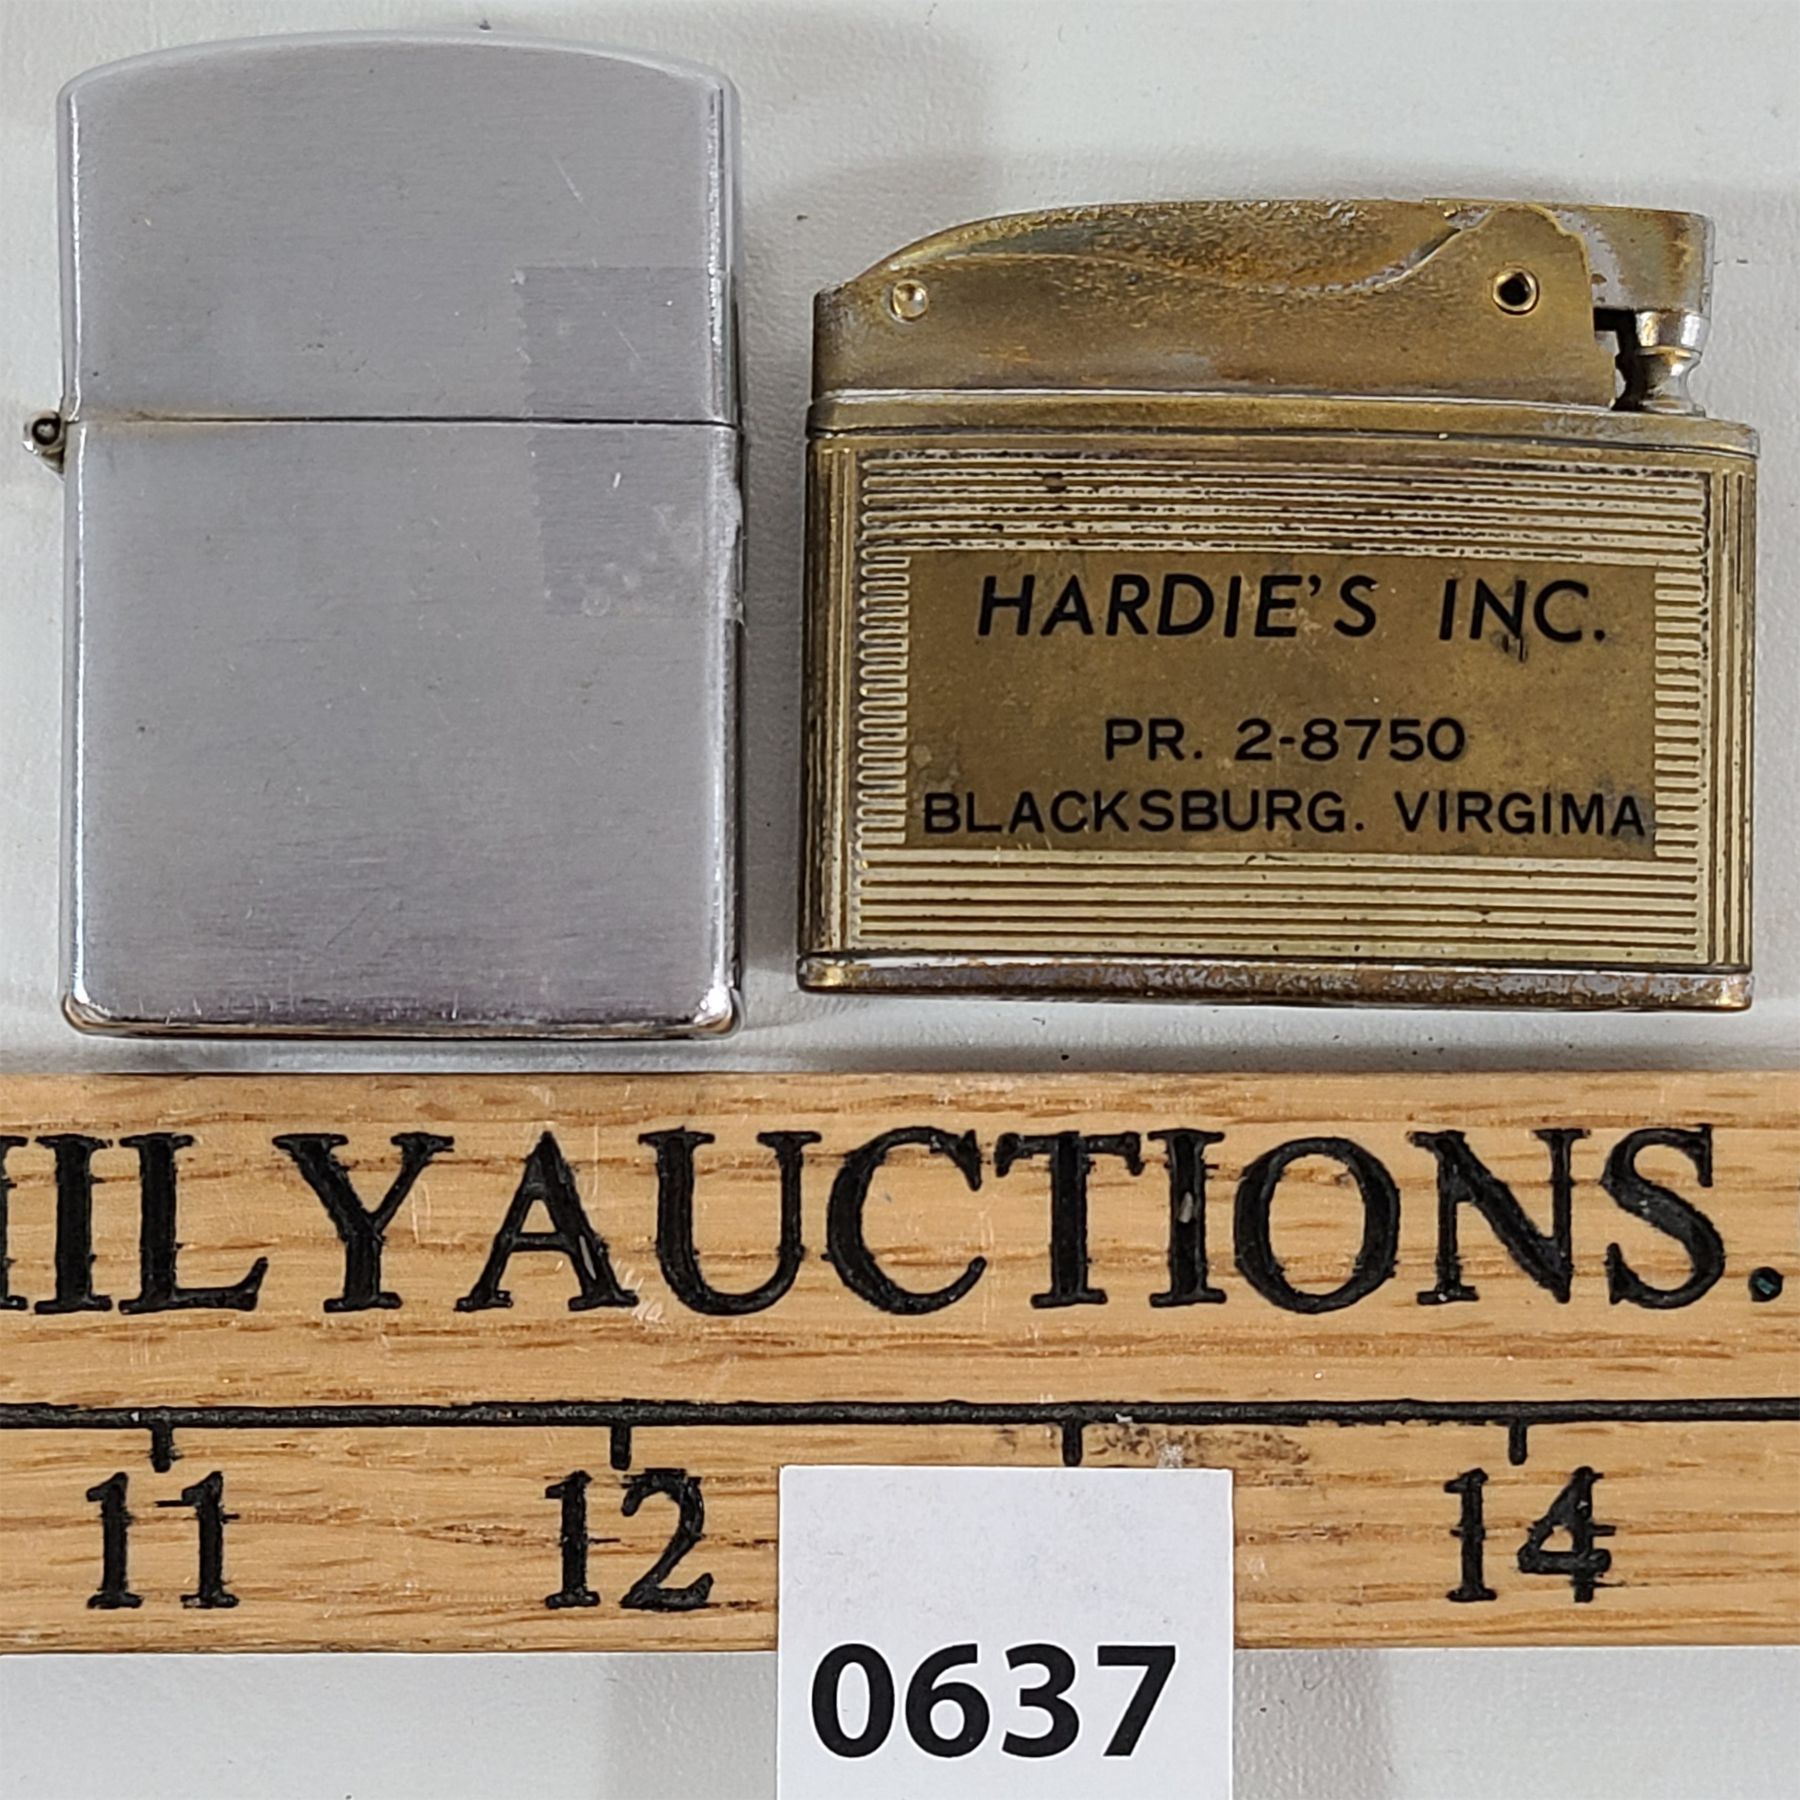 HARDIE'S INC.
PR. 2-8750
BLACKSBURG. VIRGIMA
ILYAUCTIONS.
11 12 14
0637